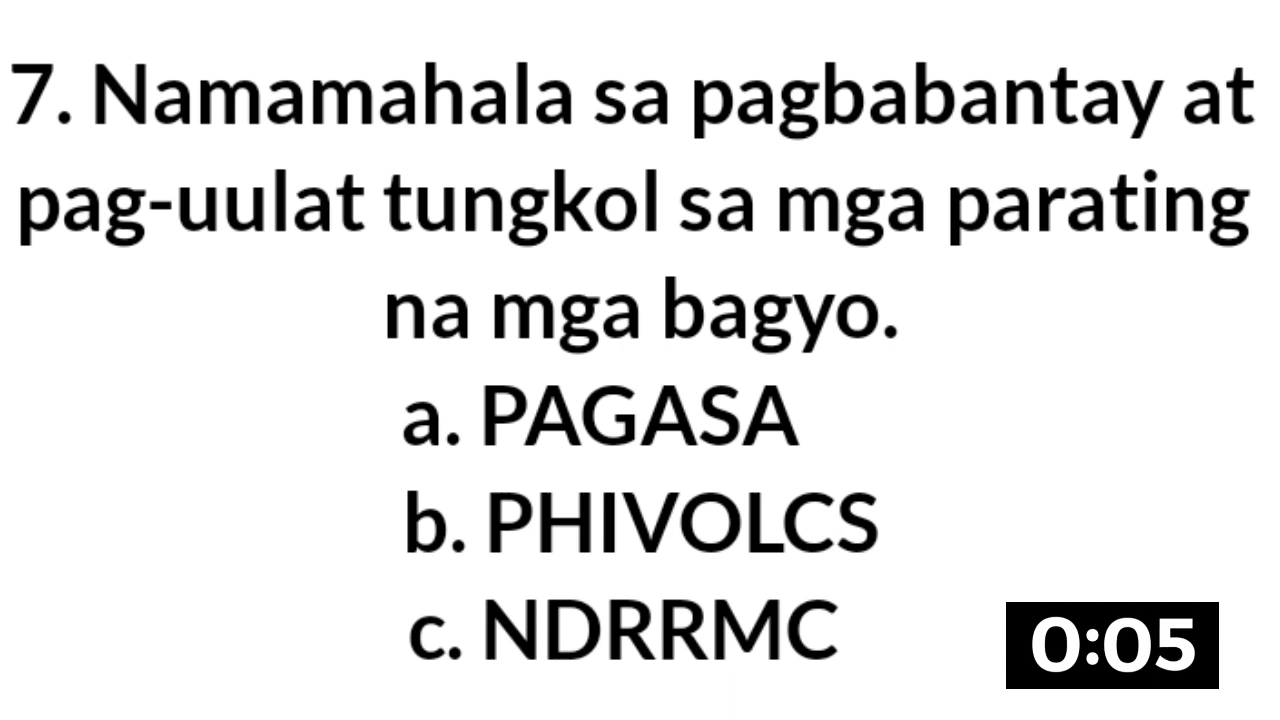 7. Namamahala sa pagbabantay at
pag-uulat tungkol sa mga parating
na mga bagyo.
a. PAGASA
b. PHIVOLCS
c. NDRRMC
0:05